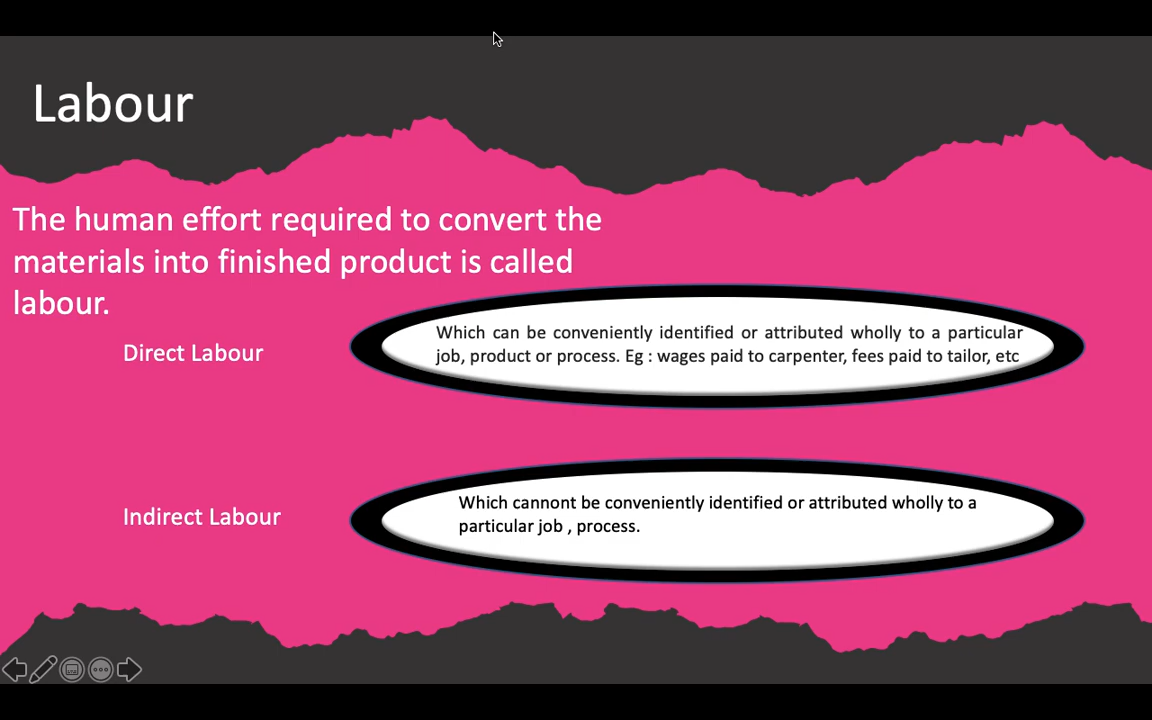 Labour
The human effort required to convert the
materials into finished product is called
labour.
Direct Labour
Which can be conveniently identified or attributed wholly to a particular
job, product or process. Eg : wages paid to carpenter, fees paid to tailor, etc
Indirect Labour
Which cannont be conveniently identified or attributed wholly to a
particular job , process.